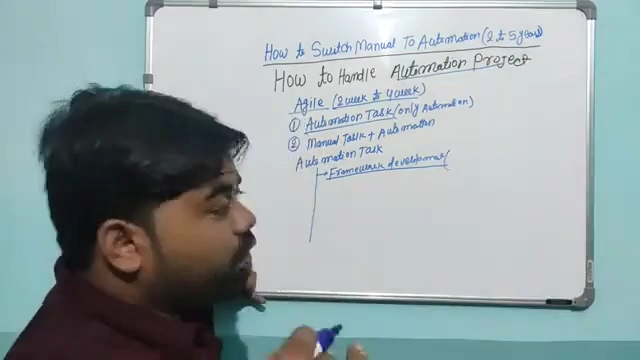 How to Switch Manual To Automation (2 to 5 years)
How to Handle Automation Project
Agile (2 week to 4 week)
① Automation Task (only Automation)
② Manual Task + Automation
Automation Task
→ Framework development